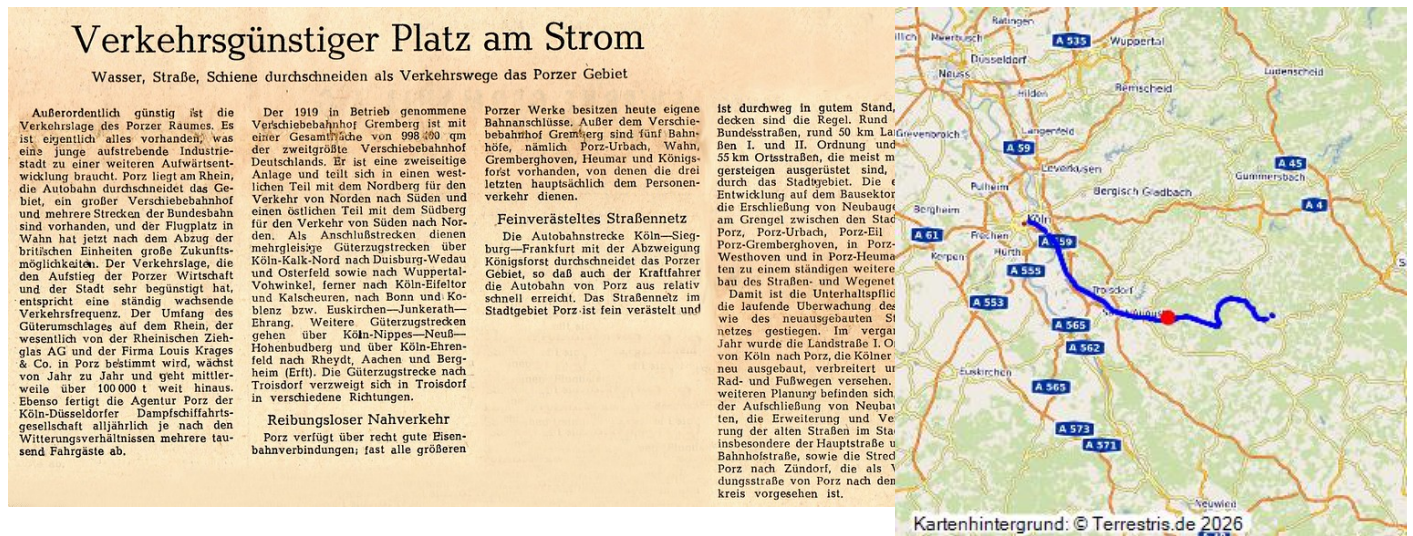 Verkehrsgünstiger Platz am Strom
Wasser, Straße, Schiene durchschneiden als Verkehrswege das Porzer Gebiet
Außerordentlich günstig ist die
Verkehrslage des Porzer Raumes. Es
ist eigentlich alles vorhanden, was
eine junge aufstrebende Industrie-
stadt zu einer weiteren Aufwärtsent-
wicklung braucht. Porz liegt am Rhein,
die Autobahn durchschneidet das Ge-
biet, ein großer Verschiebebahnhof
und mehrere Strecken der Bundesbahn
sind vorhanden, und der Flugplatz in
Wahn hat jetzt nach dem Abzug der
britischen Einheiten große Zukunfts-
möglichkeiten. Der Verkehrslage, die
den Aufstieg der Porzer Wirtschaft
und der Stadt sehr begünstigt hat,
entspricht eine ständig wachsende
Verkehrsfrequenz. Der Umfang des
Güterumschlages auf dem Rhein, der
wesentlich von der Rheinischen Zieh-
glas AG und der Firma Louis Krages
& Co. in Porz bestimmt wird, wächst
von Jahr zu Jahr und geht mittler-
weile über 100 000 t weit hinaus.
Ebenso fertigt die Agentur Porz der
Köln-Düsseldorfer Dampfschiffahrts-
gesellschaft alljährlich je nach den
Witterungsverhältnissen mehrere tau-
send Fahrgäste ab.
Der 1919 in Betrieb genommene
Verschiebebahnhof Gremberg ist mit
einer Gesamtfläche von 998 400 qm
der zweitgrößte Verschiebebahnhof
Deutschlands. Er ist eine zweiseitige
Anlage und teilt sich in einen west-
lichen Teil mit dem Nordberg für den
Verkehr von Norden nach Süden und
einen östlichen Teil mit dem Südberg
für den Verkehr von Süden nach Nor-
den. Als Anschlußstrecken dienen
mehrgleisige Güterzugstrecken über
Köln-Kalk-Nord nach Duisburg-Wedau
und Osterfeld sowie nach Wuppertal-
Vohwinkel, ferner nach Köln-Eifeltor
und Kalscheuren, nach Bonn und Ko-
blenz bzw. Euskirchen—Junkerath—
Ehrang. Weitere Güterzugstrecken
gehen über Köln-Nippes—Neuß—
Hohenbudberg und über Köln-Ehren-
feld nach Rheydt, Aachen und Berg-
heim (Erft). Die Güterzugstrecke nach
Troisdorf verzweigt sich in Troisdorf
in verschiedene Richtungen.
Reibungsloser Nahverkehr
Porz verfügt über recht gute Eisen-
bahnverbindungen; fast alle größeren
Porzer Werke besitzen heute eigene
Bahnanschlüsse. Außer dem Verschie-
bebahnhof Gremberg sind fünf Bahn-
höfe, nämlich Porz-Urbach, Wahn,
Gremberghoven, Heumar und Königs-
forst vorhanden, von denen die drei
letzten hauptsächlich dem Personen-
verkehr dienen.
Feinverästeltes Straßennetz
Die Autobahnstrecke Köln—Sieg-
burg—Frankfurt mit der Abzweigung
Königsforst durchschneidet das Porzer
Gebiet, so daß auch der Kraftfahrer
die Autobahn von Porz aus relativ
schnell erreicht. Das Straßennetz im
Stadtgebiet Porz ist fein verästelt und
ist durchweg in gutem Stand,
decken sind die Regel. Rund
Bundesstraßen, rund 50 km
ßen I. und II. Ordnung und
55 km Ortsstraßen, die meist
gersteigen ausgerüstet sind,
durch das Stadtgebiet. Die
Entwicklung auf dem Bausektor
die Erschließung von
am Grengel zwischen den
Porz, Porz-Urbach, Porz-Eil
Porz-Gremberghoven, in Porz-
Westhoven und in Porz-Heuma
ten zu einem ständigen weitere
bau des Straßen- und
Damit ist die
die laufende Überwachung des
wie des neuausgebauten
netzes gestiegen. Im
Jahr wurde die Landstraße I.
von Köln nach Porz, die Kölner
neu ausgebaut, verbreitert
Rad- und Fußwegen versehen.
weiteren Planung befinden sich
der Aufschließung von
ten, die Erweiterung und
rung der alten Straßen im
insbesondere der Hauptstraße
Bahnhofstraße, sowie die
Porz nach Zündorf, die als
dungsstraße von Porz nach
kreis vorgesehen ist.
Ratingen
Meerbusch
A 535
Wuppertal
Düsseldorf
Neuss
Lüdenscheid
Hilden
Remscheid
Grevenbroich
Langenfeld
A 59
A 45
Leverkusen
Gummersbach
Pulheim
Bergisch Gladbach
A 4
Bergheim
Köln
A 61
Frechen
A 559
Hürth
Kerpen
A 555
Troisdorf
A 553
A 565
A 562
Euskirchen
A 565
A 573
A 571
Neuwied
Kartenhintergrund: © Terrestris.de 2026